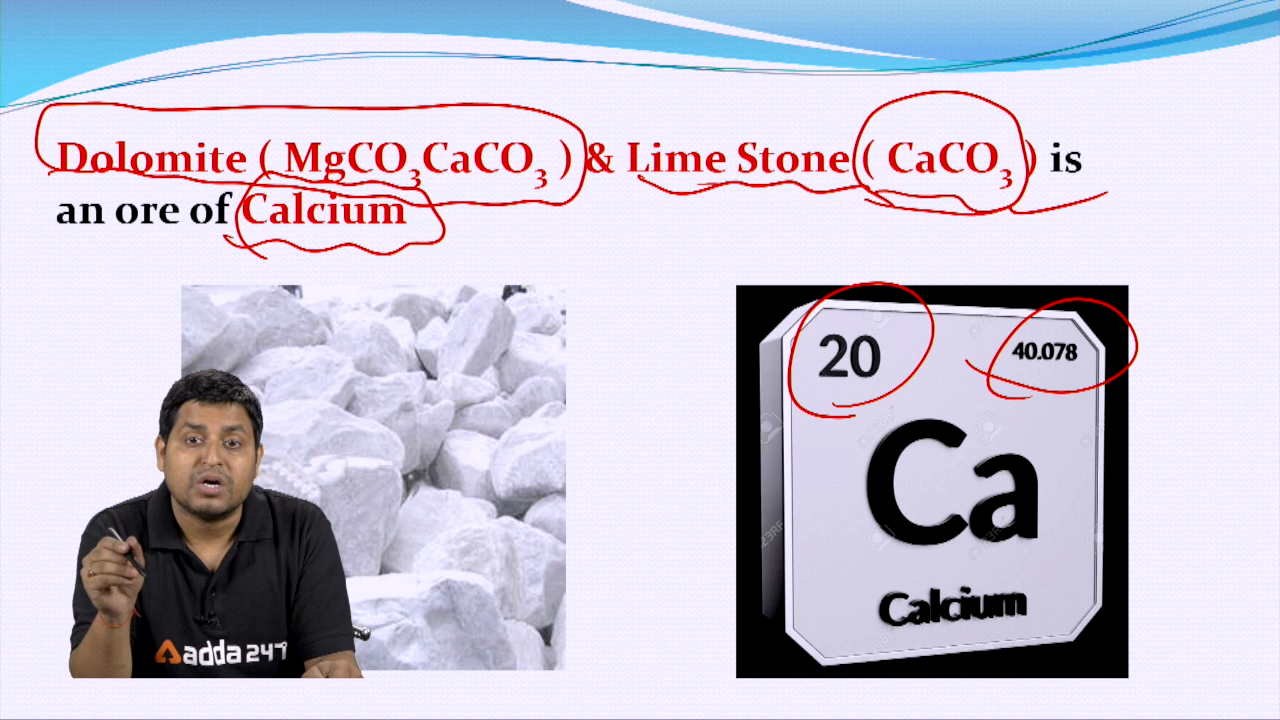 Dolomite ( MgCO₃CaCO₃ ) & Lime Stone ( CaCO₃ ) is
an ore of Calcium
20
40.078
Ca
Calcium
adda 247